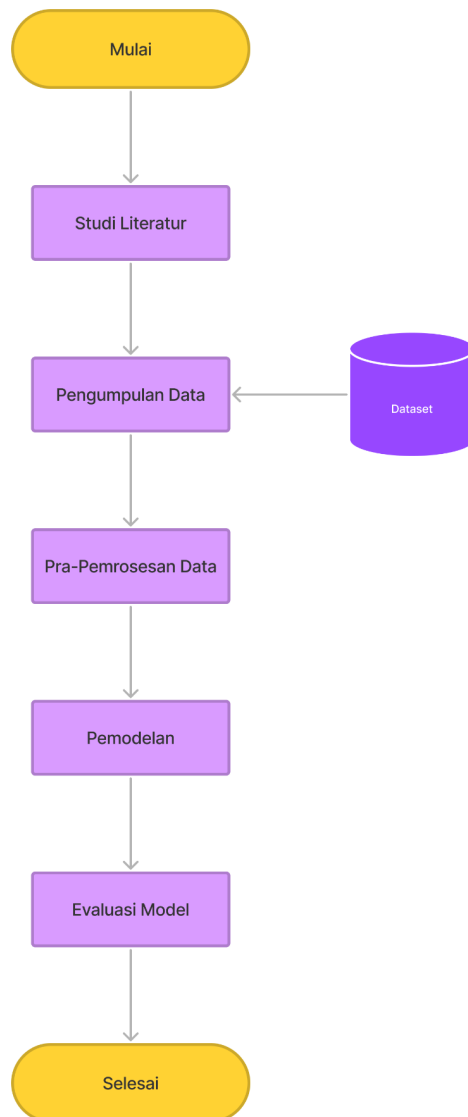 Mulai
Studi Literatur
Pengumpulan Data
Dataset
Pra-Pemrosesan Data
Pemodelan
Evaluasi Model
Selesai